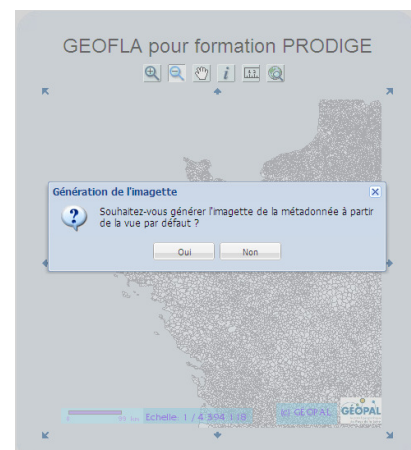 GEOFLA pour formation PRODIGE
Génération de l'imagette
Souhaitez-vous générer l'imagette de la métadonnée à partir
de la vue par défaut ?
Oui
Non
Echelle: 1 / 4 394 118
(c) GEOPAL
GÉOPAL